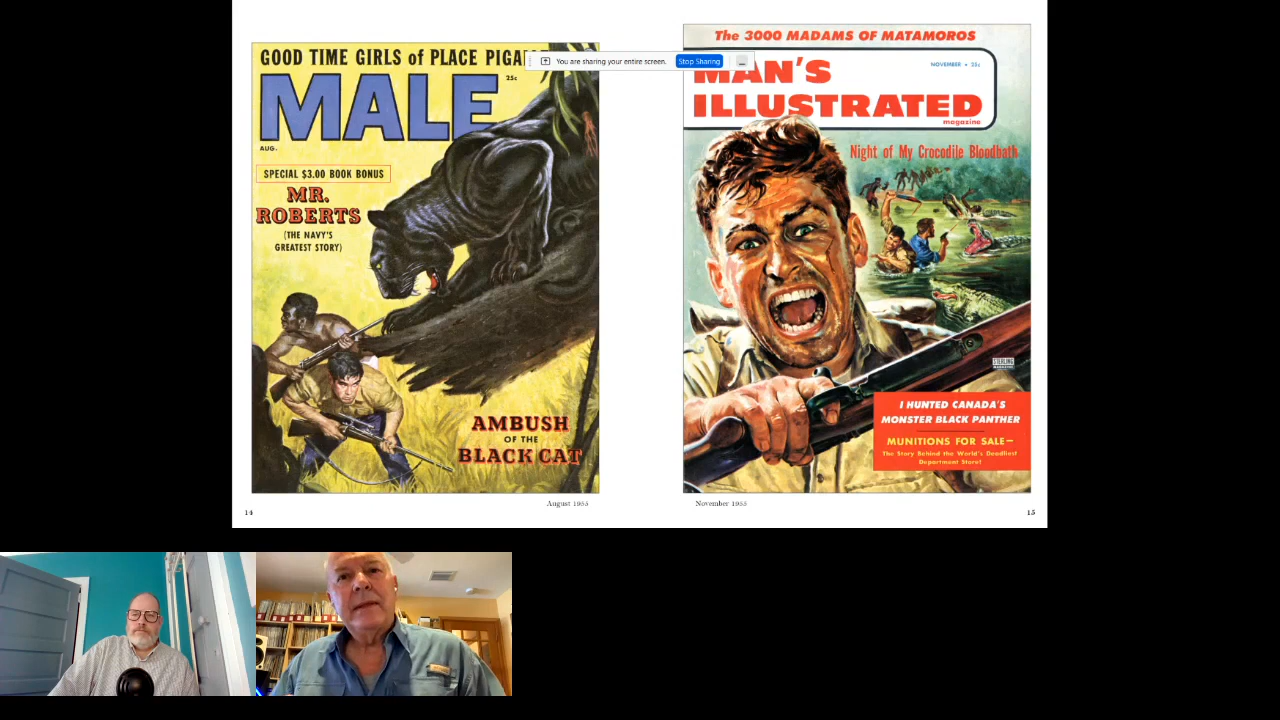 GOOD TIME GIRLS of PLACE
MALE
25c
AUG.
SPECIAL $3.00 BOOK BONUS
MR.
ROBERTS
(THE NAVY'S
GREATEST STORY)
AMBUSH
OF THE
BLACK CAT
August 1955
14
You are sharing your entire screen.
Stop Sharing
The 3000 MADAMS OF MATAMOROS
MAN'S
ILLUSTRATED
magazine
NOVEMBER • 25c
Night of My Crocodile Bloodbath
STERLING
MAGAZINE
I HUNTED CANADA'S
MONSTER BLACK PANTHER
MUNITIONS FOR SALE—
The Story Behind the World's Deadliest
Department Store!
November 1955
15